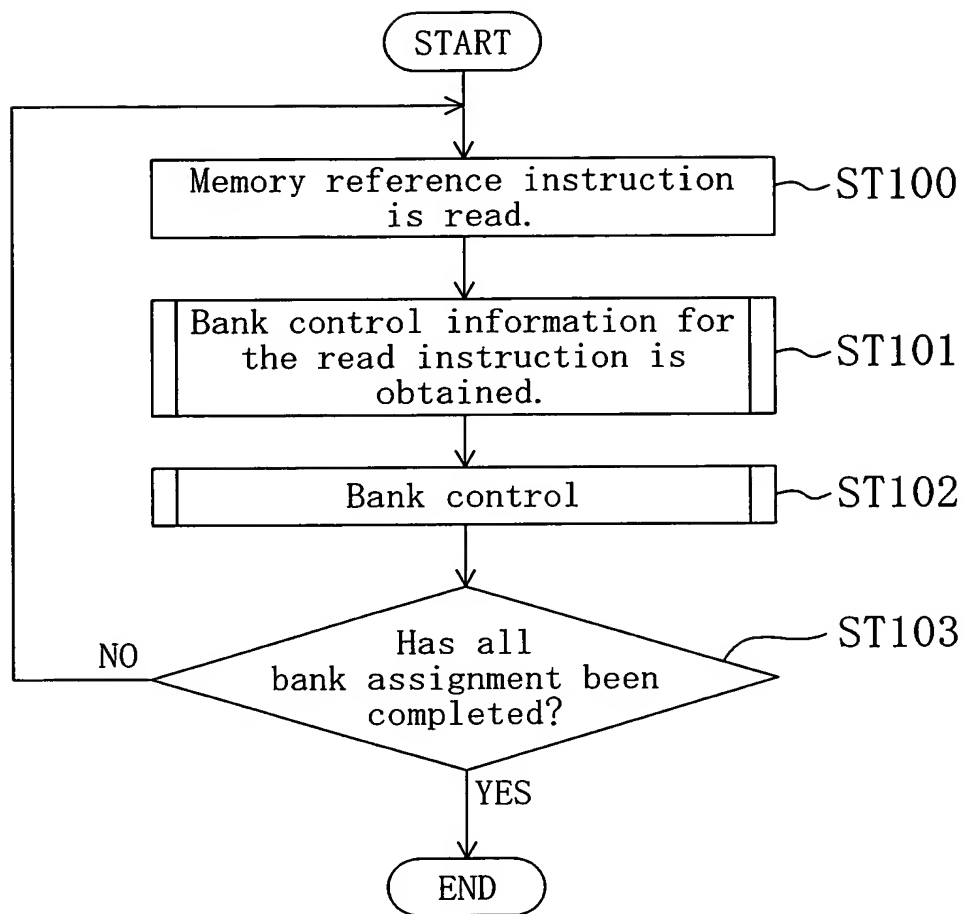 START
Memory reference instruction
is read.
ST100
Bank control information for
the read instruction is
obtained.
ST101
Bank control
ST102
Has all
bank assignment been
completed?
ST103
NO
YES
END